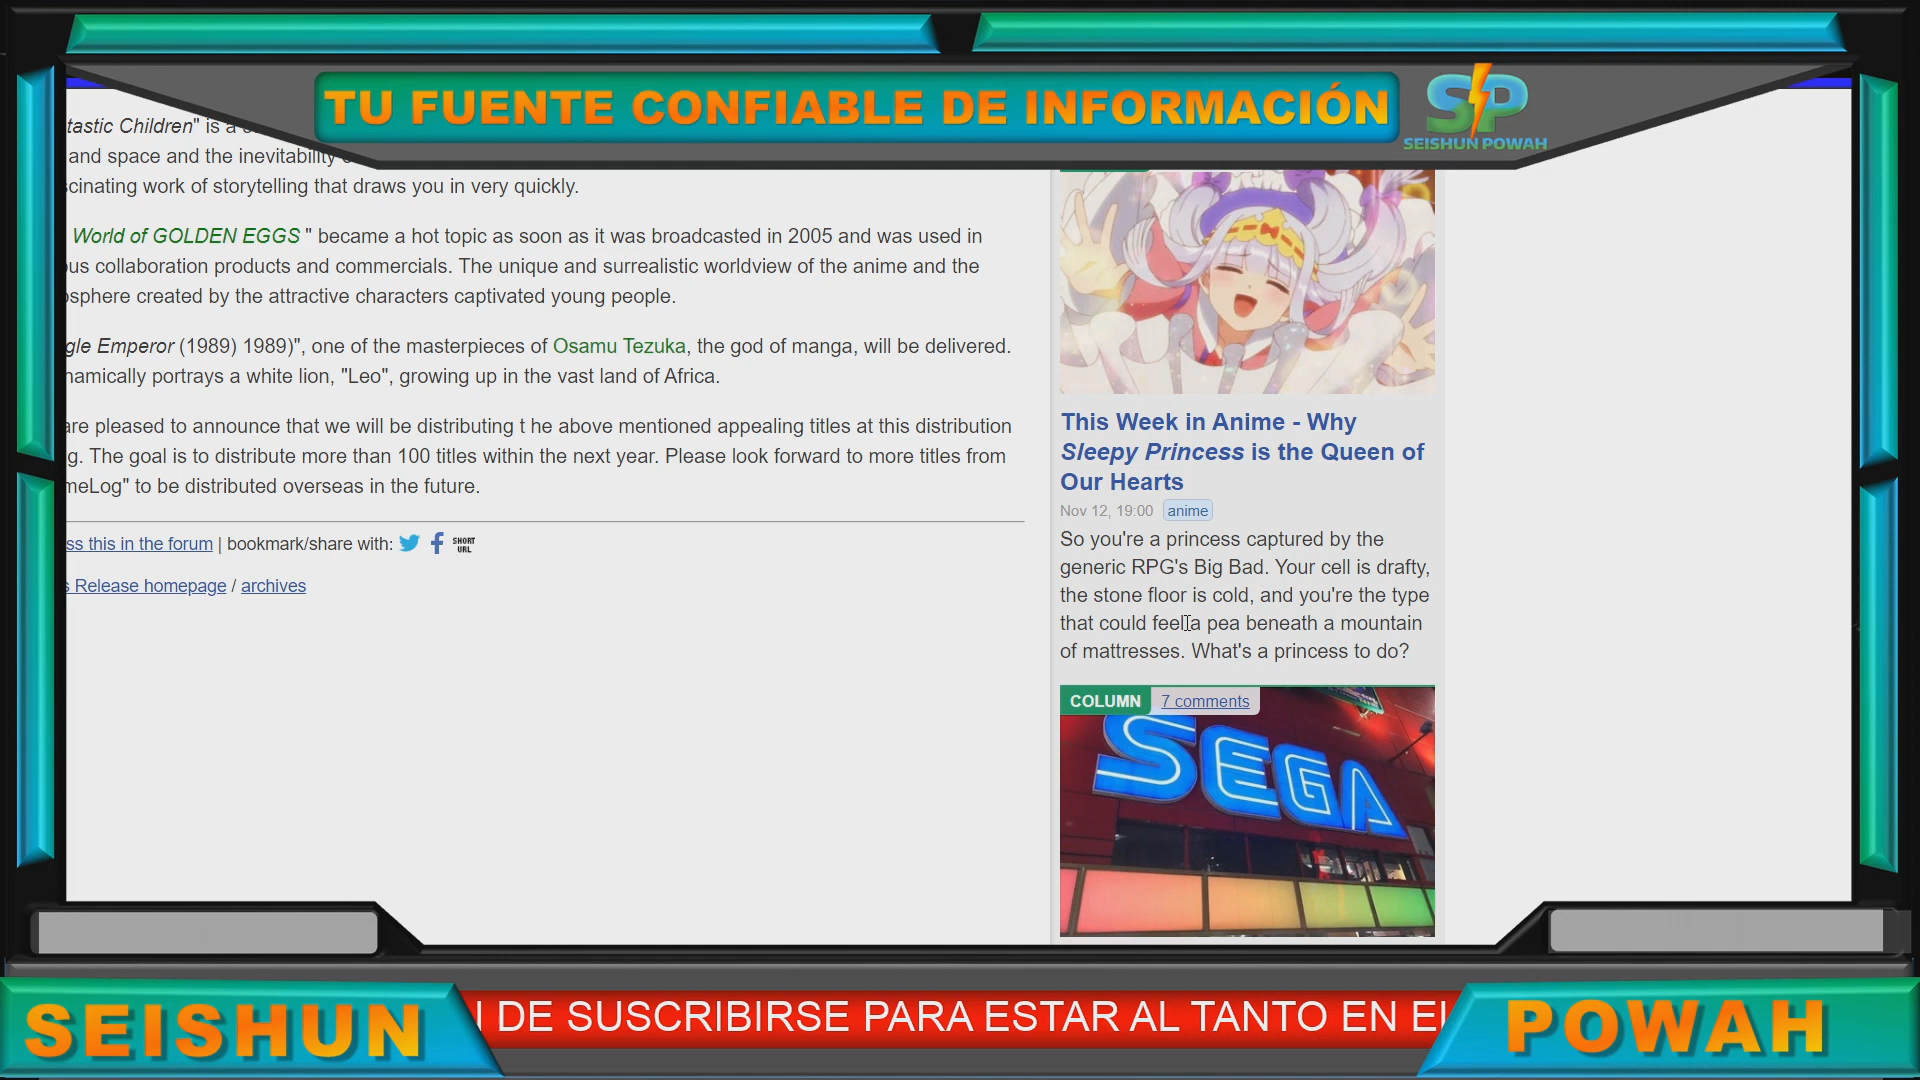 TU FUENTE CONFIABLE DE INFORMACIÓN
SP
SEISHUN POWAH
tastic Children" is a
and space and the inevitability
scinating work of storytelling that draws you in very quickly.
World of GOLDEN EGGS " became a hot topic as soon as it was broadcasted in 2005 and was used in
us collaboration products and commercials. The unique and surrealistic worldview of the anime and the
sphere created by the attractive characters captivated young people.
gle Emperor (1989) 1989)", one of the masterpieces of Osamu Tezuka, the god of manga, will be delivered.
namically portrays a white lion, "Leo", growing up in the vast land of Africa.
are pleased to announce that we will be distributing t he above mentioned appealing titles at this distribution
g. The goal is to distribute more than 100 titles within the next year. Please look forward to more titles from
meLog" to be distributed overseas in the future.
ss this in the forum | bookmark/share with: SHORT URL
s Release homepage / archives
This Week in Anime - Why
Sleepy Princess is the Queen of
Our Hearts
Nov 12, 19:00 anime
So you're a princess captured by the
generic RPG's Big Bad. Your cell is drafty,
the stone floor is cold, and you're the type
that could feel a pea beneath a mountain
of mattresses. What's a princess to do?
COLUMN 7 comments
SEGA
SEISHUN
DE SUSCRIBIRSE PARA ESTAR AL TANTO EN
POWAH